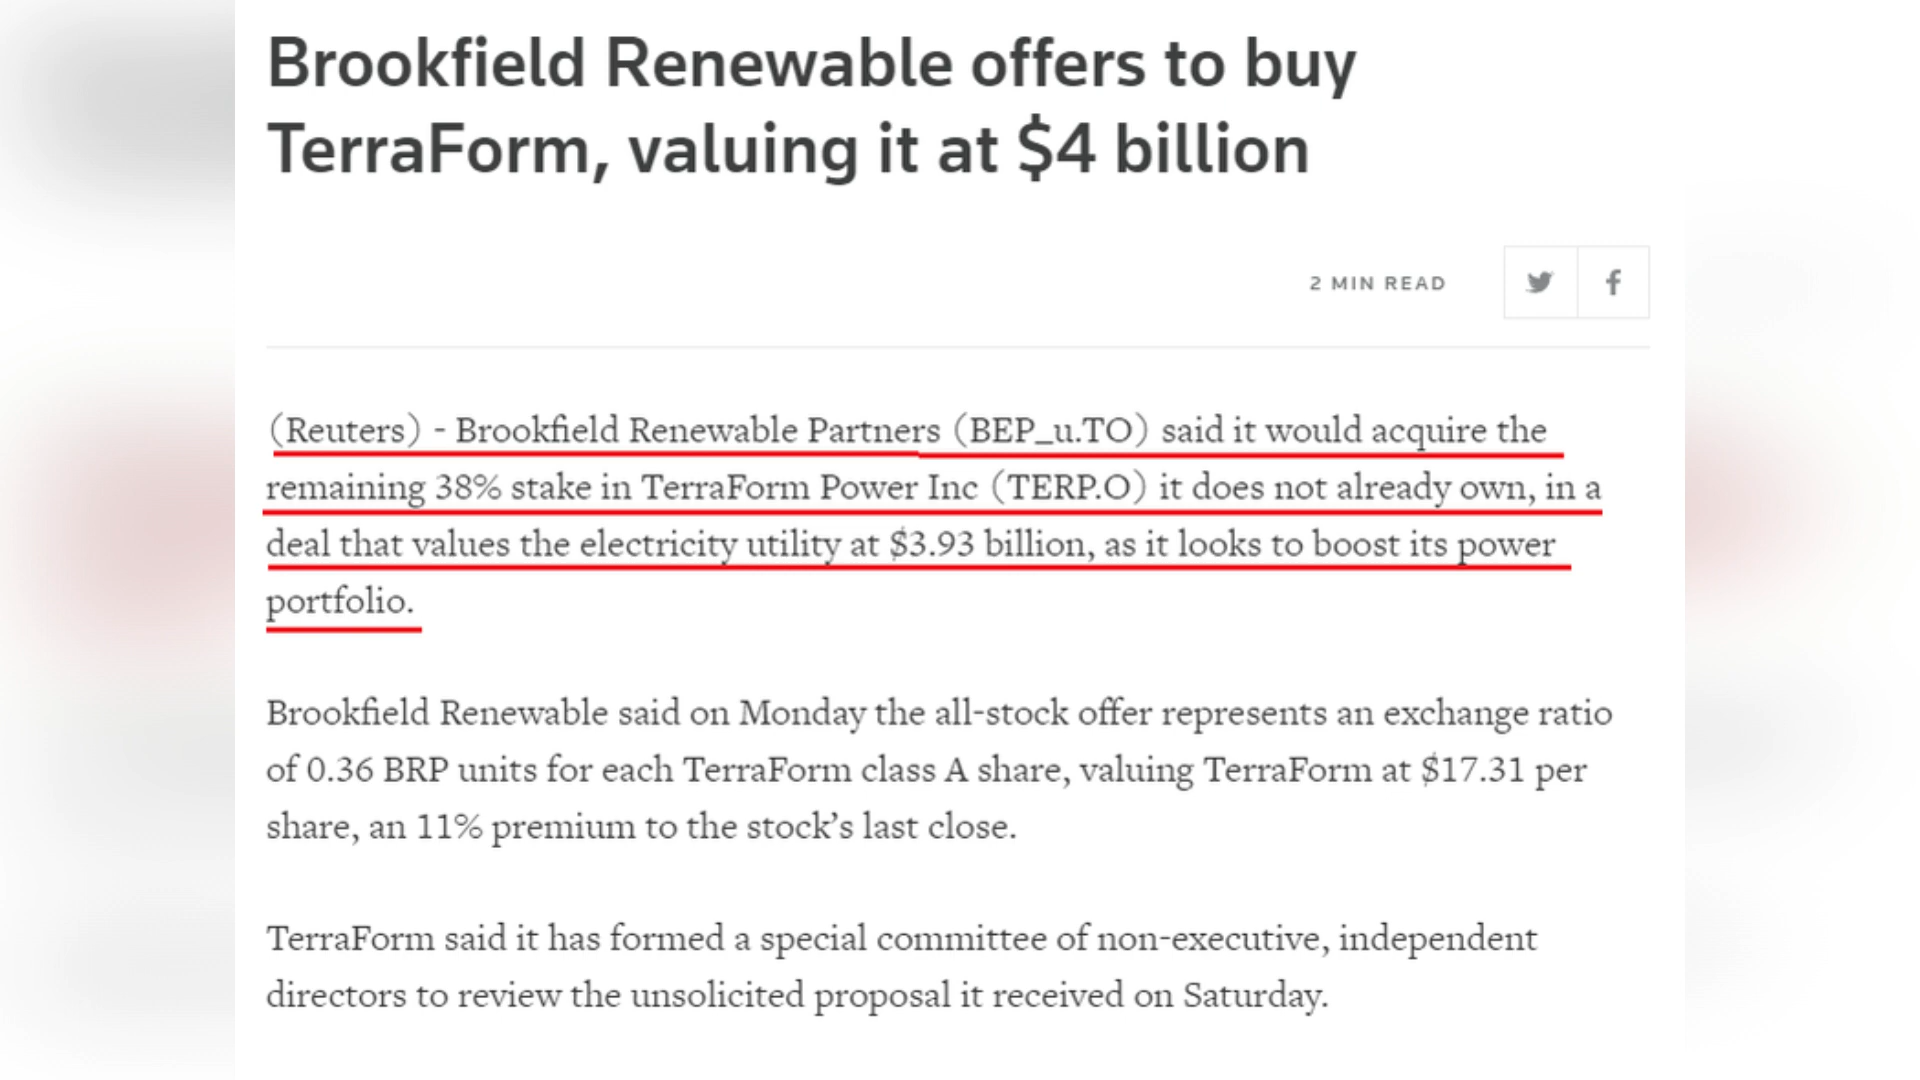 Brookfield Renewable offers to buy
TerraForm, valuing it at $4 billion
2 MIN READ
(Reuters) - Brookfield Renewable Partners (BEP_u.TO) said it would acquire the
remaining 38% stake in TerraForm Power Inc (TERP.O) it does not already own, in a
deal that values the electricity utility at $3.93 billion, as it looks to boost its power
portfolio.
Brookfield Renewable said on Monday the all-stock offer represents an exchange ratio
of 0.36 BRP units for each TerraForm class A share, valuing TerraForm at $17.31 per
share, an 11% premium to the stock’s last close.
TerraForm said it has formed a special committee of non-executive, independent
directors to review the unsolicited proposal it received on Saturday.